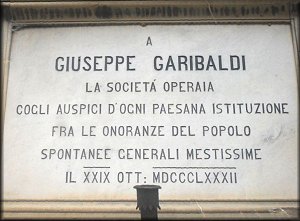 A
GIUSEPPE GARIBALDI
LA SOCIETÁ OPERAIA
COGLI AUSPICI D'OGNI PAESANA ISTITUZIONE
FRA LE ONORANZE DEL POPOLO
SPONTANEE GENERALI MESTISSIME
IL XXIX OTT: MDCCCLXXXII